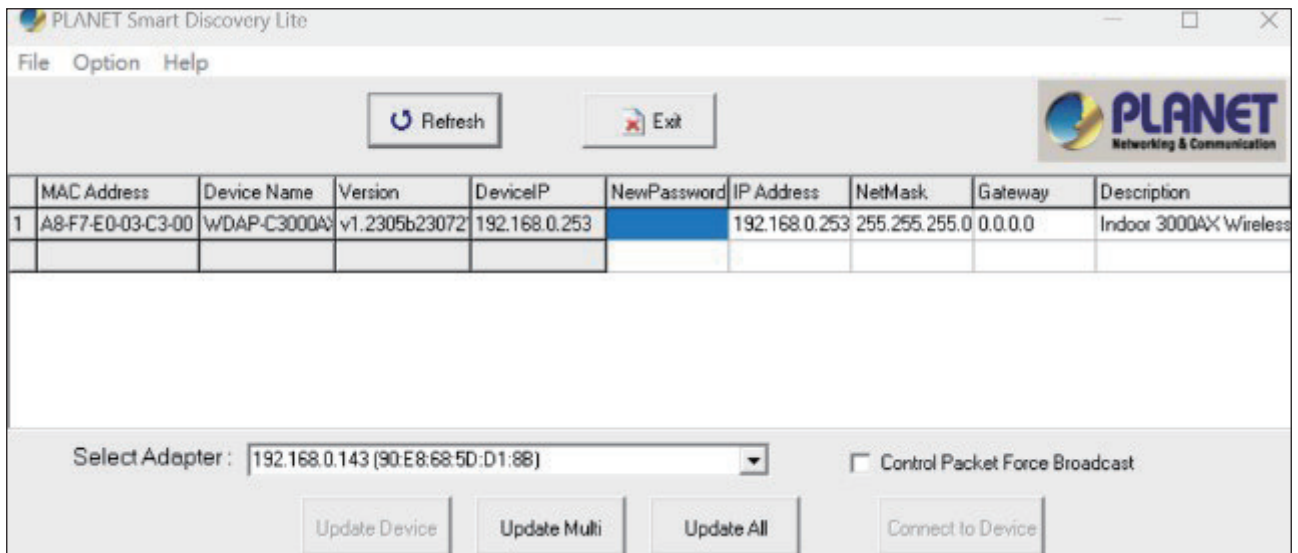 PLANET Smart Discovery Lite
File Option Help
Refresh Exit
PLANET
Networking & Communication
MAC Address Device Name Version DeviceIP NewPassword IP Address NetMask Gateway Description
1 A8-F7-E0-03-C3-00 WDAP-C3000A v1.2305b23072 192.168.0.253 192.168.0.253 255.255.255.0 0.0.0.0 Indoor 3000AX Wireless
Select Adapter : 192.168.0.143 (90:E8:68:5D:D1:8B) Control Packet Force Broadcast
Update Device Update Multi Update All Connect to Device